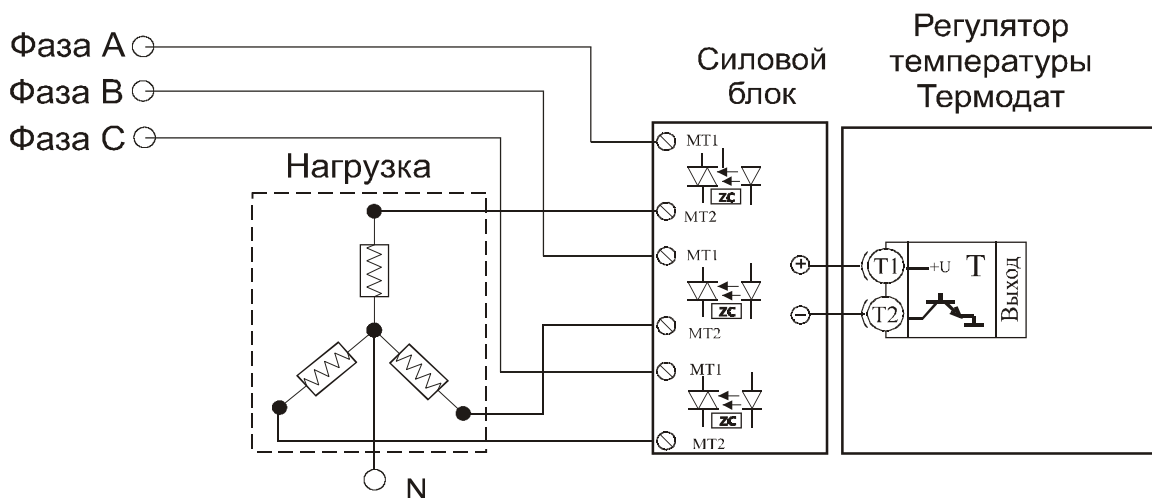 Фаза А
Фаза В
Фаза С
Нагрузка
N
Силовой
блок
MT1
ZC
MT2
MT1
ZC
MT2
MT1
ZC
MT2
+
−
Регулятор
температуры
Термодат
T1
+U
T
T2
Выход